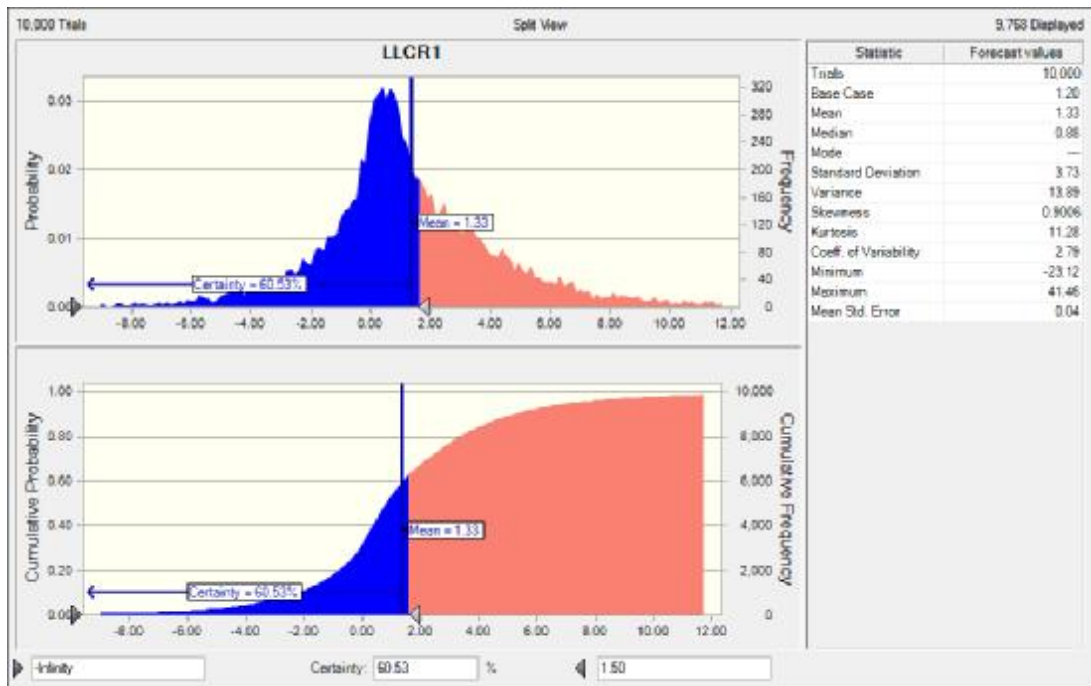 10,000 Trials Split View 9,768 Displayed
LLCR1
Probability
0.03
0.02
0.01
0.00
Mean = 1.33
Certainty = 60.53%
320
280
240
200
160
120
80
40
0
Frequency
-8.00 -6.00 -4.00 -2.00 0.00 2.00 4.00 6.00 8.00 10.00 12.00
Cumulative Probability
1.00
0.80
0.60
0.40
0.20
0.00
Mean = 1.33
Certainty = 60.53%
10,000
8,000
6,000
4,000
2,000
0
Cumulative Frequency
-8.00 -6.00 -4.00 -2.00 0.00 2.00 4.00 6.00 8.00 10.00 12.00
Statistic Forecast values
Trials 10,000
Base Case 1.20
Mean 1.33
Median 0.88
Mode ---
Standard Deviation 3.73
Variance 13.89
Skewness 0.9006
Kurtosis 11.28
Coeff. of Variability 2.79
Minimum -23.12
Maximum 41.46
Mean Std. Error 0.04
-Infinity Certainty: 60.53 % 1.50